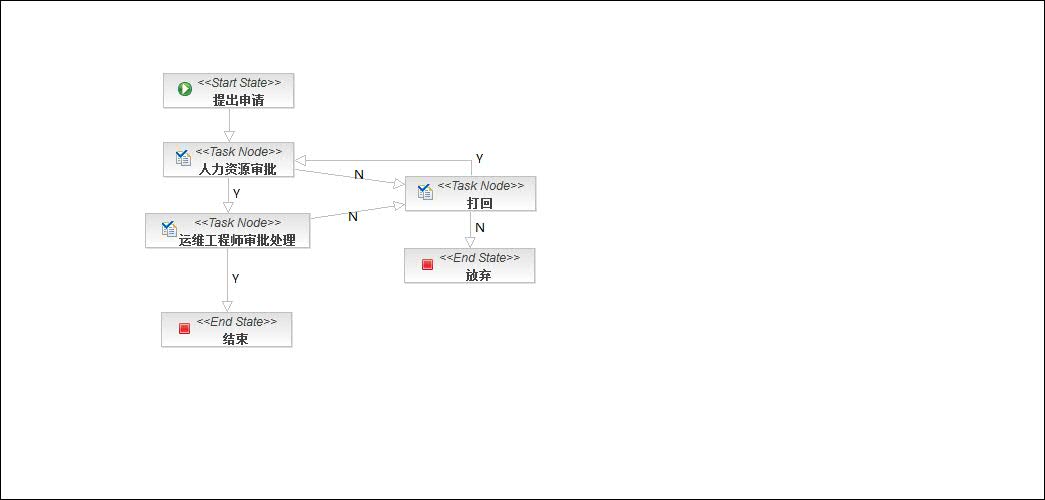 <<Start State>>
提出申请
<<Task Node>>
人力资源审批
Y
N
Y
<<Task Node>>
打回
N
<<Task Node>>
运维工程师审批处理
N
<<End State>>
放弃
Y
<<End State>>
结束